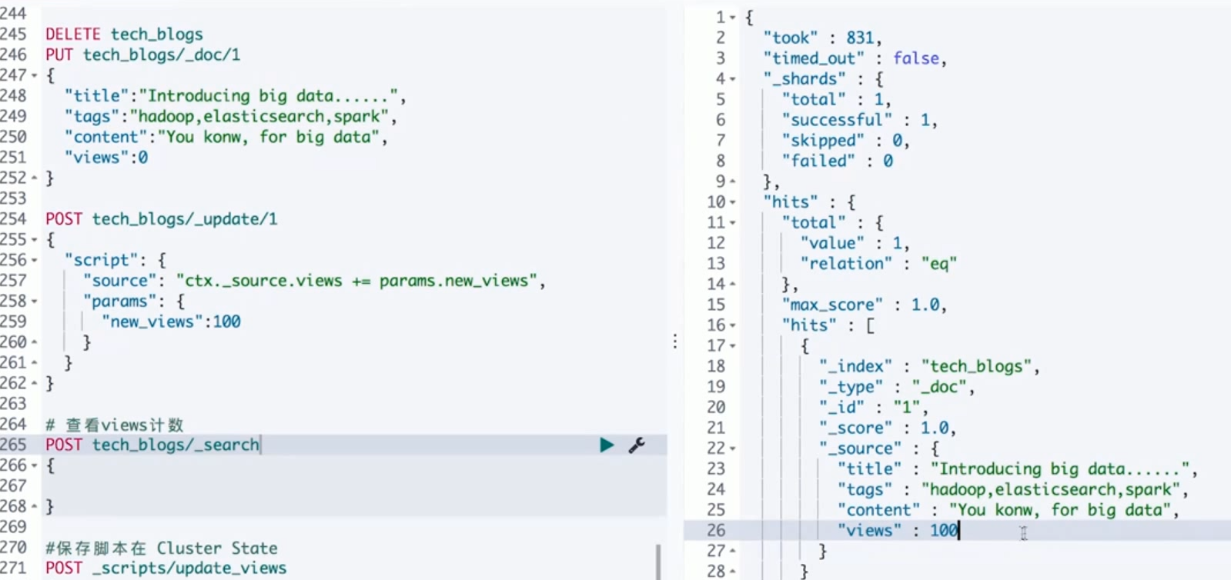 244
245 DELETE tech_blogs
246 PUT tech_blogs/_doc/1
247 {
248 "title":"Introducing big data......",
249 "tags":"hadoop,elasticsearch,spark",
250 "content":"You konw, for big data",
251 "views":0
252 }
253
254 POST tech_blogs/_update/1
255 {
256 "script": {
257 "source": "ctx._source.views += params.new_views",
258 "params": {
259 "new_views":100
260 }
261 }
262 }
263
264 # 查看views计数
265 POST tech_blogs/_search
266 {
267
268 }
269
270 #保存脚本在 Cluster State
271 POST _scripts/update_views
1 {
2 "took" : 831,
3 "timed_out" : false,
4 "_shards" : {
5 "total" : 1,
6 "successful" : 1,
7 "skipped" : 0,
8 "failed" : 0
9 },
10 "hits" : {
11 "total" : {
12 "value" : 1,
13 "relation" : "eq"
14 },
15 "max_score" : 1.0,
16 "hits" : [
17 {
18 "_index" : "tech_blogs",
19 "_type" : "_doc",
20 "_id" : "1",
21 "_score" : 1.0,
22 "_source" : {
23 "title" : "Introducing big data......",
24 "tags" : "hadoop,elasticsearch,spark",
25 "content" : "You konw, for big data",
26 "views" : 100
27 }
28 }